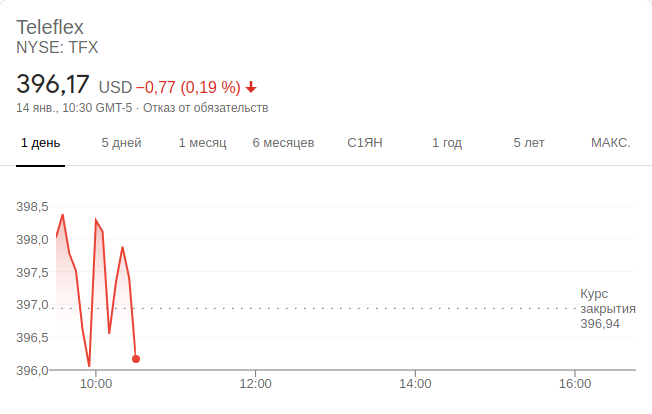 Teleflex
NYSE: TFX
396,17 USD −0,77 (0,19 %)
14 янв., 10:30 GMT-5 · Отказ от обязательств
1 день 5 дней 1 месяц 6 месяцев С1ЯН 1 год 5 лет МАКС.
398,5
398,0
397,5
397,0
396,5
396,0
Курс
закрытия
396,94
10:00 12:00 14:00 16:00